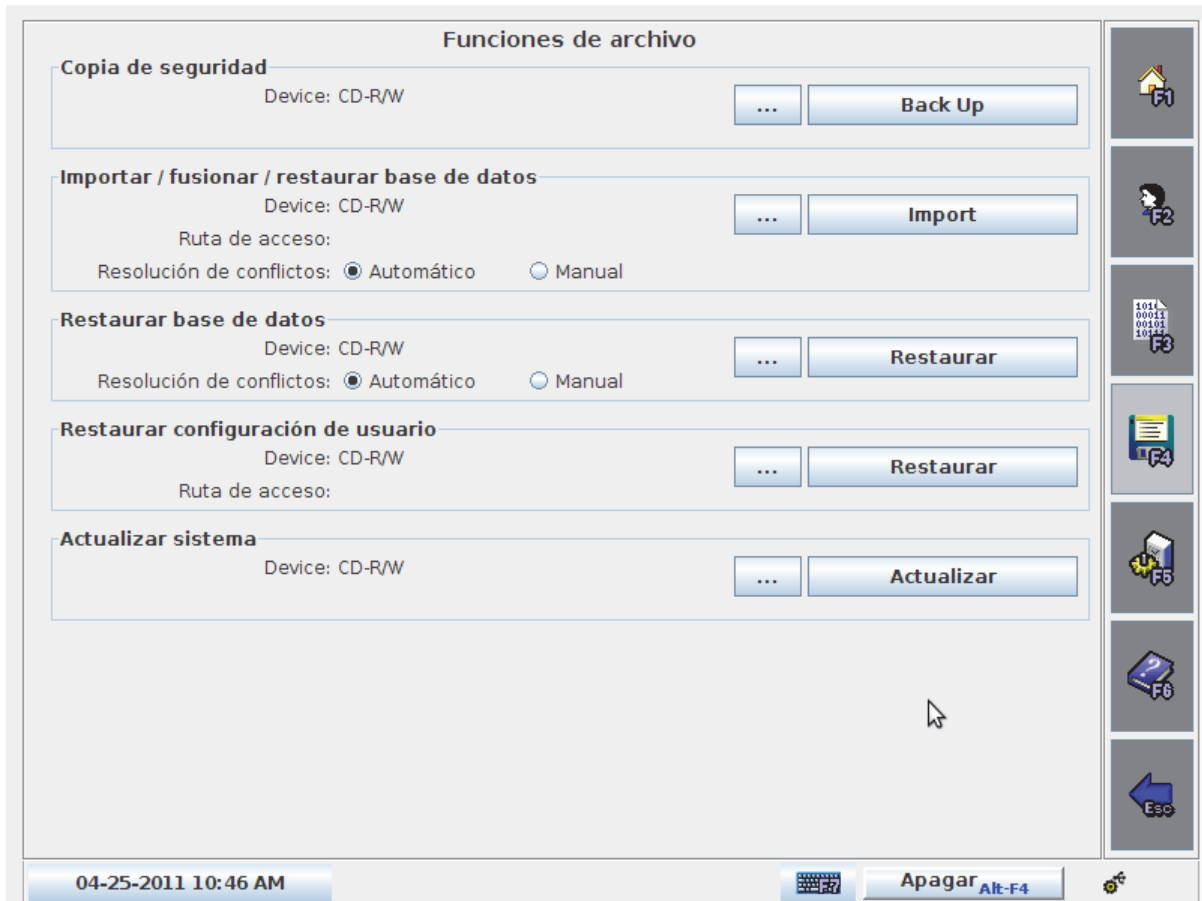 Funciones de archivo
Copia de seguridad
Device: CD-R/W
... Back Up
Importar / fusionar / restaurar base de datos
Device: CD-R/W
... Import
Ruta de acceso:
Resolución de conflictos: Automático Manual
Restaurar base de datos
Device: CD-R/W
... Restaurar
Resolución de conflictos: Automático Manual
Restaurar configuración de usuario
Device: CD-R/W
... Restaurar
Ruta de acceso:
Actualizar sistema
Device: CD-R/W
... Actualizar
F1
F2
F3
F4
F5
F6
Esc
04-25-2011 10:46 AM
F7
Apagar Alt-F4